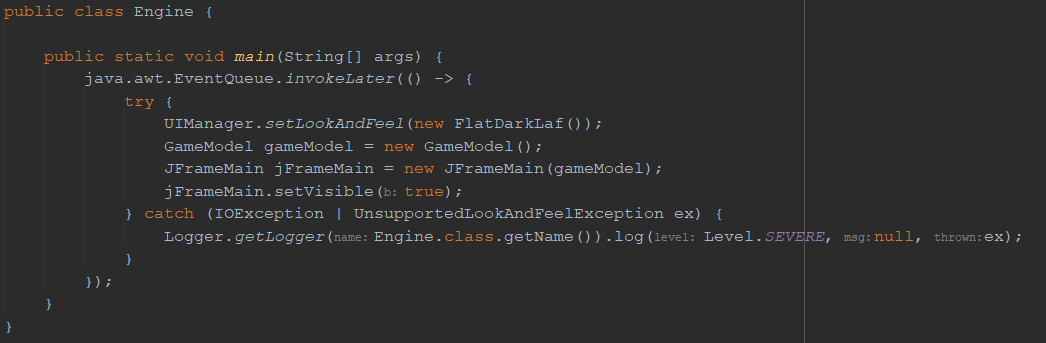 public class Engine {
public static void main(String[] args) {
java.awt.EventQueue.invokeLater(() -> {
try {
UIManager.setLookAndFeel(new FlatDarkLaf());
GameModel gameModel = new GameModel();
JFrameMain jFrameMain = new JFrameMain(gameModel);
jFrameMain.setVisible(b: true);
} catch (IOException | UnsupportedLookAndFeelException ex) {
Logger.getLogger(name: Engine.class.getName()).log(level: Level.SEVERE, msg: null, thrown: ex);
}
});
}
}